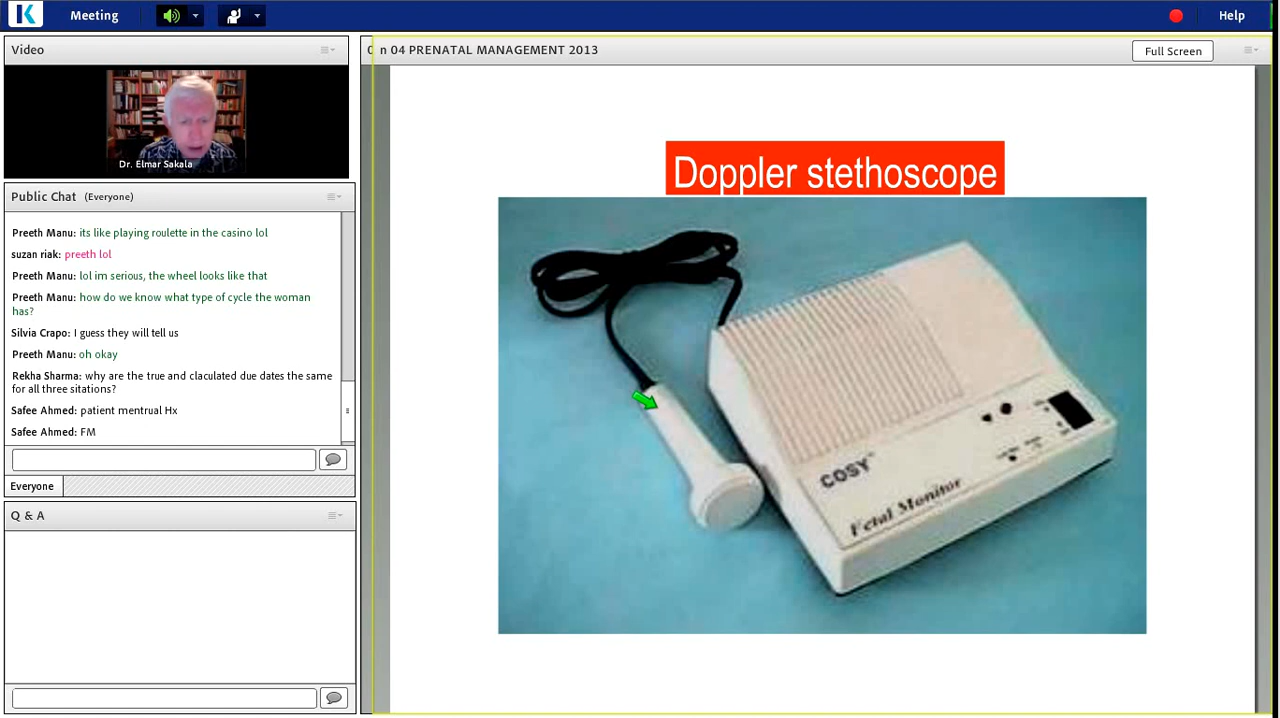 K Meeting Help
Video
Dr. Elmar Sakala
Public Chat (Everyone)
Preeth Manu: its like playing roulette in the casino lol
suzan riak: preeth lol
Preeth Manu: lol im serious, the wheel looks like that
Preeth Manu: how do we know what type of cycle the woman
has?
Silvia Crapo: I guess they will tell us
Preeth Manu: oh okay
Rekha Sharma: why are the true and claculated due dates the same
for all three sitations?
Safee Ahmed: patient mentrual Hx
Safee Ahmed: FM
Everyone
Q & A
n 04 PRENATAL MANAGEMENT 2013
Full Screen
Doppler stethoscope
COSY
Fetal Monitor